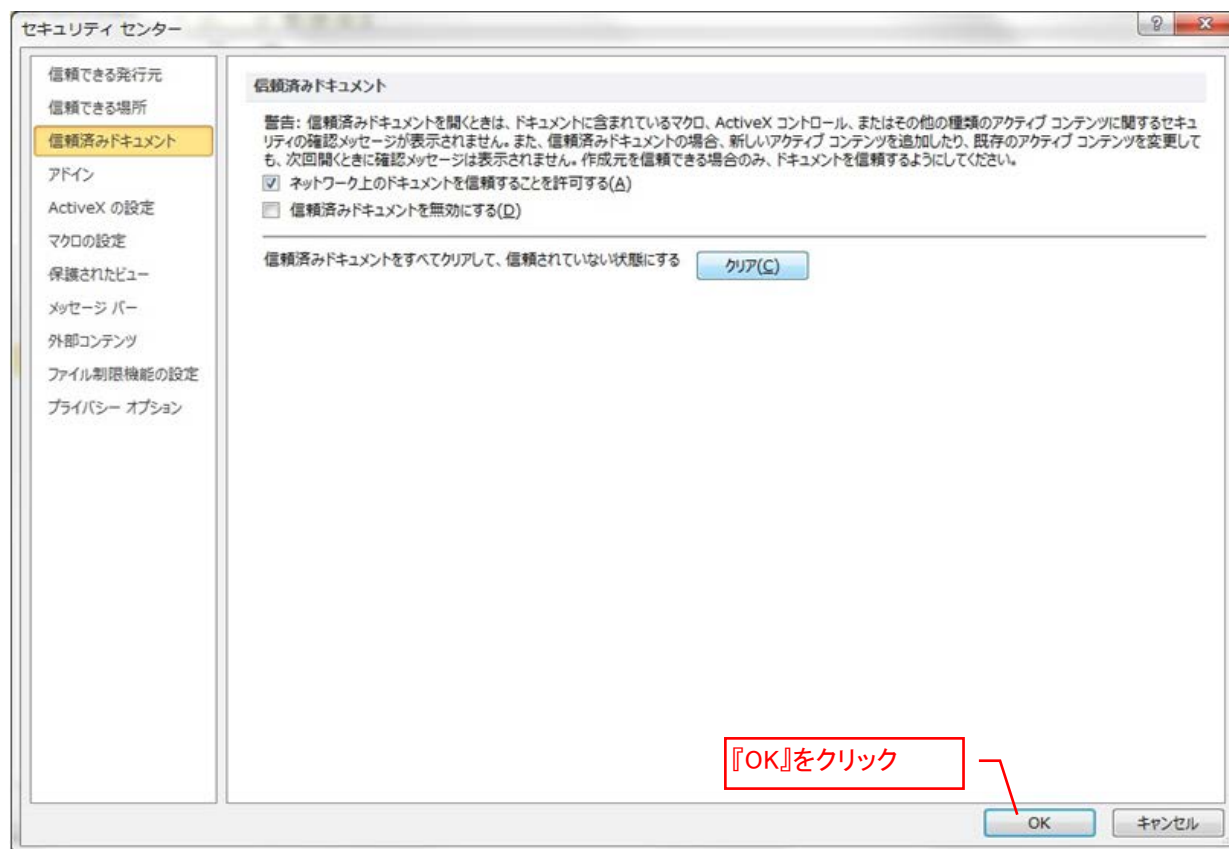 セキュリティ センター
信頼できる発行元
信頼できる場所
信頼済みドキュメント
アドイン
ActiveX の設定
マクロの設定
保護されたビュー
メッセージ バー
外部コンテンツ
ファイル制限機能の設定
プライバシー オプション
信頼済みドキュメント
警告: 信頼済みドキュメントを開くときは、ドキュメントに含まれているマクロ、ActiveX コントロール、またはその他の種類のアクティブ コンテンツに関するセキュ
リティの確認メッセージが表示されません。また、信頼済みドキュメントの場合、新しいアクティブ コンテンツを追加したり、既存のアクティブ コンテンツを変更して
も、次回開くときに確認メッセージは表示されません。作成元を信頼できる場合のみ、ドキュメントを信頼するようにしてください。
ネットワーク上のドキュメントを信頼することを許可する(A)
信頼済みドキュメントを無効にする(D)
信頼済みドキュメントをすべてクリアして、信頼されていない状態にする クリア(C)
『OK』をクリック
OK キャンセル